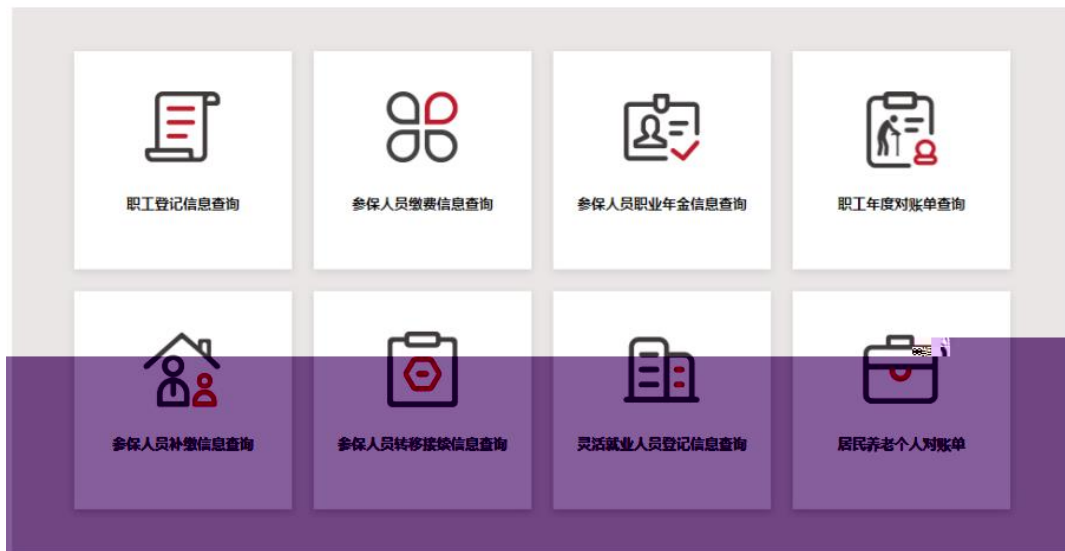 职工登记信息查询
参保人员缴费信息查询
参保人员职业年金信息查询
职工年度对账单查询
参保人员补缴信息查询
参保人员转移接续信息查询
灵活就业人员登记信息查询
居民养老个人对账单